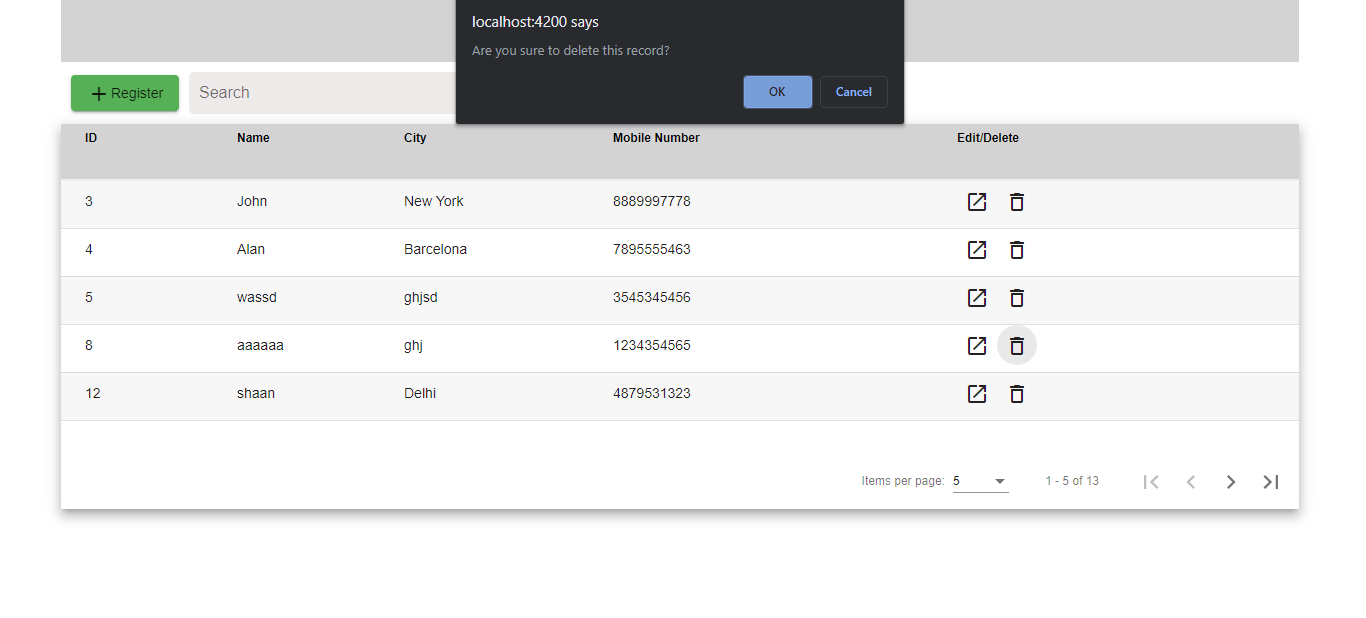 localhost:4200 says
Are you sure to delete this record?
OK Cancel
Register Search
ID Name City Mobile Number Edit/Delete
3 John New York 8889997778
4 Alan Barcelona 7895555463
5 wassd ghjsd 3545345456
8 aaaaaa ghj 1234354565
12 shaan Delhi 4879531323
Items per page: 5 1 - 5 of 13